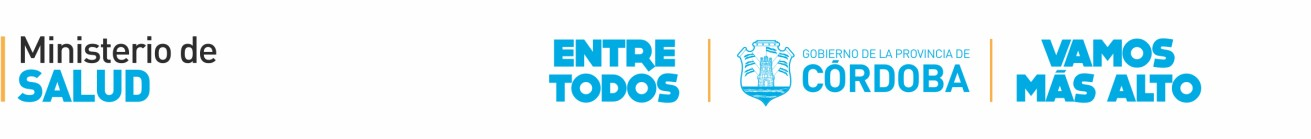 Ministerio de
SALUD
ENTRE
TODOS
GOBIERNO DE LA PROVINCIA DE
CÓRDOBA
VAMOS
MÁS ALTO